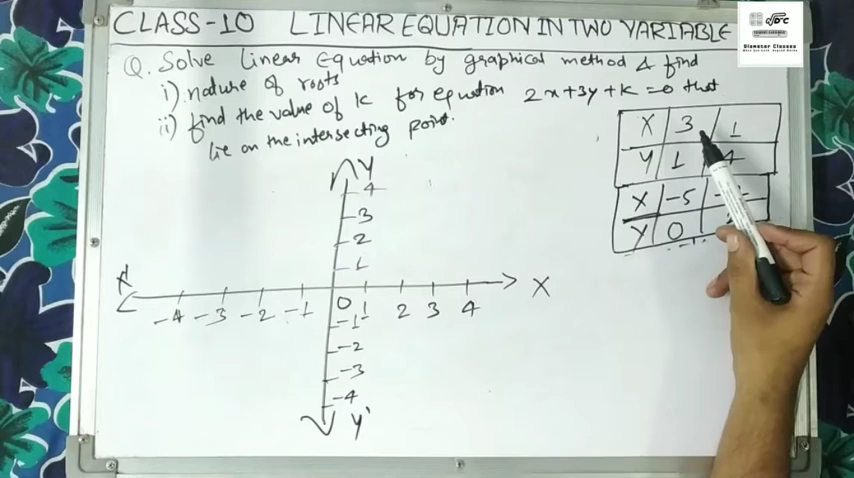 CLASS-10 LINEAR EQUATION IN TWO VARIABLE
Diamstar Classes
Q. Solve Linear Equation by graphical method & find
i) nature of roots
ii) find the value of k for equation 2x+3y+k=0 that
lie on the intersecting point.
X 3 1
Y 1 4
X -5
Y 0
Y
4
3
2
1
X' X
-4 -3 -2 -1 0 1 2 3 4
-1
-2
-3
-4
Y'